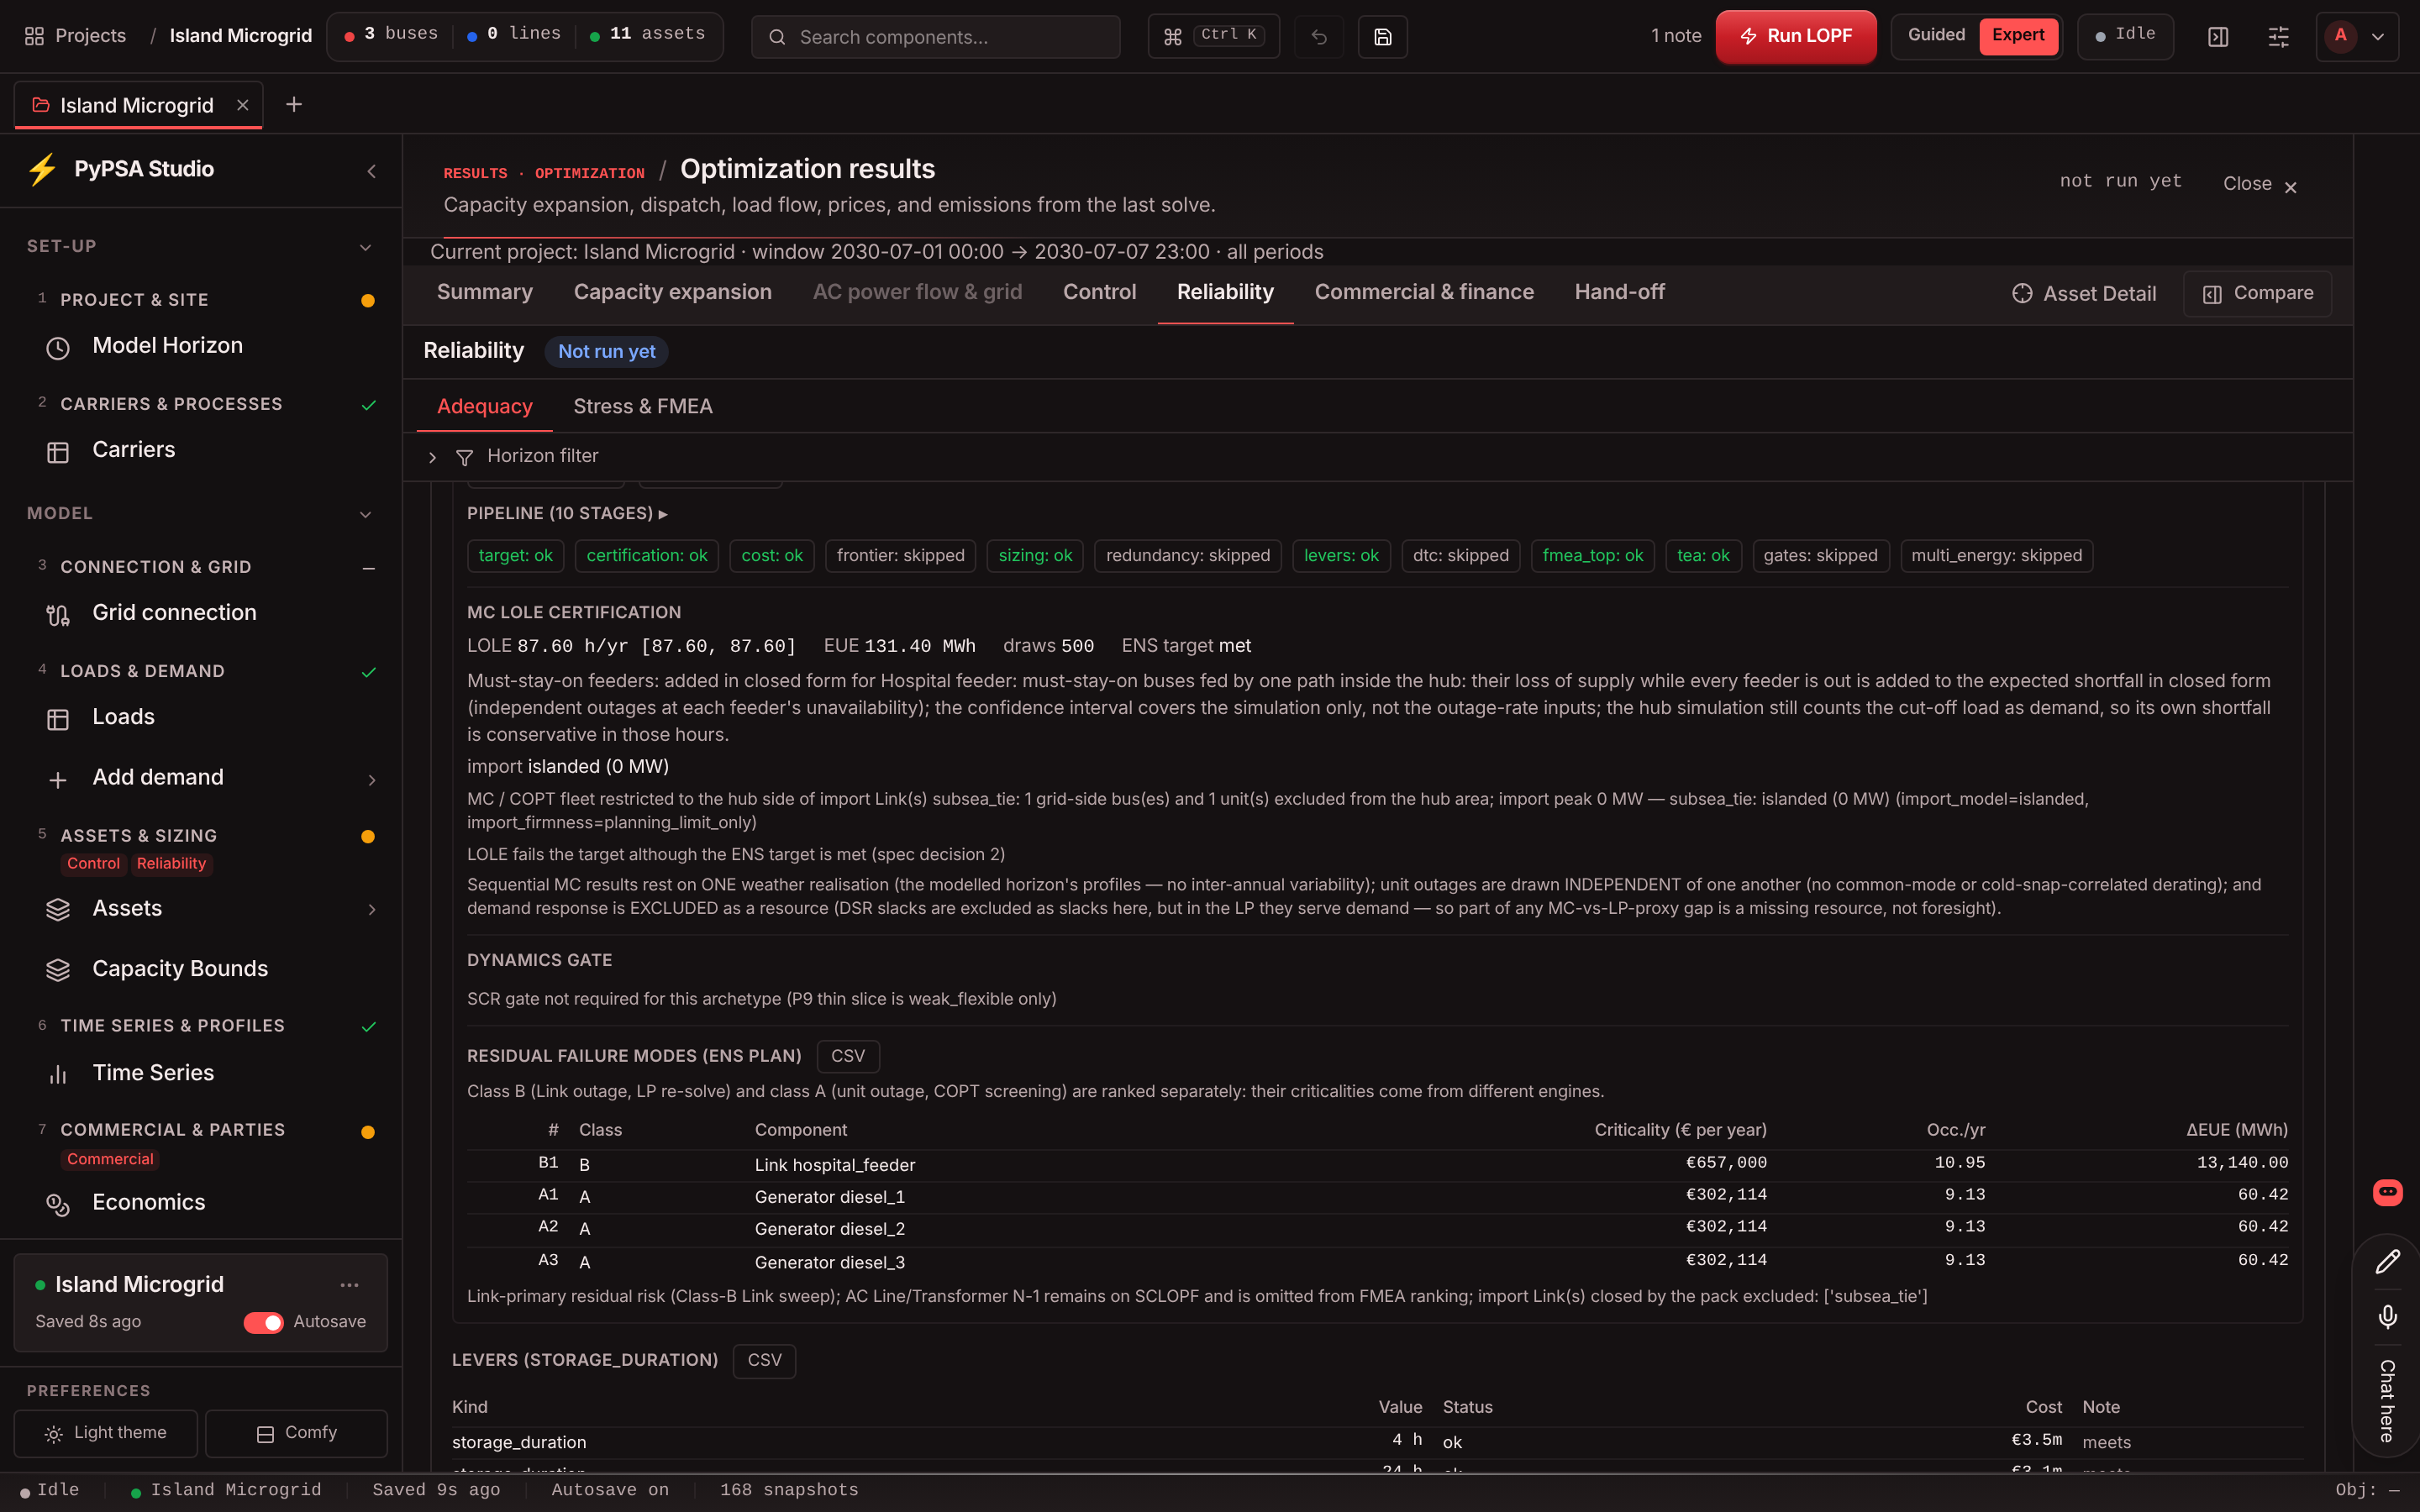 Projects / Island Microgrid 3 buses 0 lines 11 assets Search components... Ctrl K 1 note Run LOPF Guided Expert Idle A
Island Microgrid
PyPSA Studio
SET-UP
1 PROJECT & SITE
Model Horizon
2 CARRIERS & PROCESSES
Carriers
MODEL
3 CONNECTION & GRID
Grid connection
4 LOADS & DEMAND
Loads
Add demand
5 ASSETS & SIZING
Control Reliability
Assets
Capacity Bounds
6 TIME SERIES & PROFILES
Time Series
7 COMMERCIAL & PARTIES
Commercial
Economics
Island Microgrid
Saved 8s ago Autosave
PREFERENCES
Light theme Comfy
RESULTS · OPTIMIZATION / Optimization results
Capacity expansion, dispatch, load flow, prices, and emissions from the last solve.
not run yet Close
Current project: Island Microgrid · window 2030-07-01 00:00 → 2030-07-07 23:00 · all periods
Summary Capacity expansion AC power flow & grid Control Reliability Commercial & finance Hand-off Asset Detail Compare
Reliability Not run yet
Adequacy Stress & FMEA
Horizon filter
PIPELINE (10 STAGES) ▸
target: ok certification: ok cost: ok frontier: skipped sizing: ok redundancy: skipped levers: ok dtc: skipped fmea_top: ok tea: ok gates: skipped multi_energy: skipped
MC LOLE CERTIFICATION
LOLE 87.60 h/yr [87.60, 87.60] EUE 131.40 MWh draws 500 ENS target met
Must-stay-on feeders: added in closed form for Hospital feeder: must-stay-on buses fed by one path inside the hub: their loss of supply while every feeder is out is added to the expected shortfall in closed form
(independent outages at each feeder's unavailability); the confidence interval covers the simulation only, not the outage-rate inputs; the hub simulation still counts the cut-off load as demand, so its own shortfall
is conservative in those hours.
import islanded (0 MW)
MC / COPT fleet restricted to the hub side of import Link(s) subsea_tie: 1 grid-side bus(es) and 1 unit(s) excluded from the hub area; import peak 0 MW — subsea_tie: islanded (0 MW) (import_model=islanded,
import_firmness=planning_limit_only)
LOLE fails the target although the ENS target is met (spec decision 2)
Sequential MC results rest on ONE weather realisation (the modelled horizon's profiles — no inter-annual variability); unit outages are drawn INDEPENDENT of one another (no common-mode or cold-snap-correlated derating); and
demand response is EXCLUDED as a resource (DSR slacks are excluded as slacks here, but in the LP they serve demand — so part of any MC-vs-LP-proxy gap is a missing resource, not foresight).
DYNAMICS GATE
SCR gate not required for this archetype (P9 thin slice is weak_flexible only)
RESIDUAL FAILURE MODES (ENS PLAN) CSV
Class B (Link outage, LP re-solve) and class A (unit outage, COPT screening) are ranked separately: their criticalities come from different engines.
# Class Component Criticality (€ per year) Occ./yr ΔEUE (MWh)
B1 B Link hospital_feeder €657,000 10.95 13,140.00
A1 A Generator diesel_1 €302,114 9.13 60.42
A2 A Generator diesel_2 €302,114 9.13 60.42
A3 A Generator diesel_3 €302,114 9.13 60.42
Link-primary residual risk (Class-B Link sweep); AC Line/Transformer N-1 remains on SCLOPF and is omitted from FMEA ranking; import Link(s) closed by the pack excluded: ['subsea_tie']
LEVERS (STORAGE_DURATION) CSV
Kind Value Status Cost Note
storage_duration 4 h ok €3.5m meets
Chat here
Idle Island Microgrid Saved 9s ago Autosave on 168 snapshots Obj: —